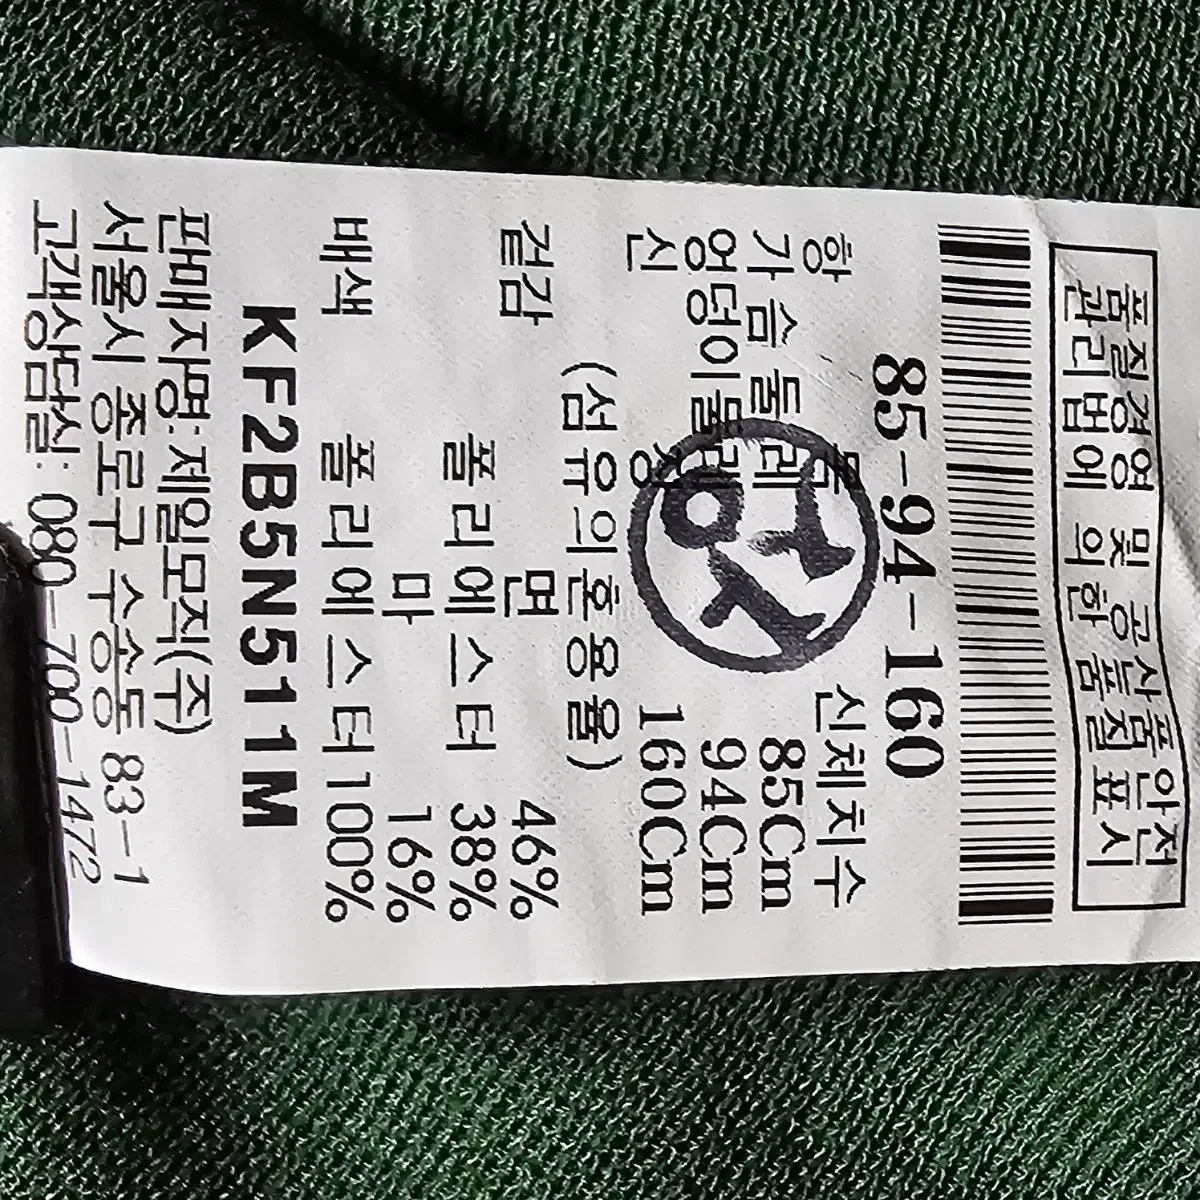 품질경영 및 공산품안전
관리법에 의한 품질표시
85-94-160
항 목 신체치수
가슴둘레 85Cm
엉덩이둘레 94Cm
신 장 160Cm
(섬유의혼용율)
겉감 면 46%
폴리에스터 38%
마 16%
배색 폴리에스터 100%
KF2B5N511M
판매자명: 제일모직(주)
서울시 종로구 수송동 83-1
고객상담실: 080-700-1472